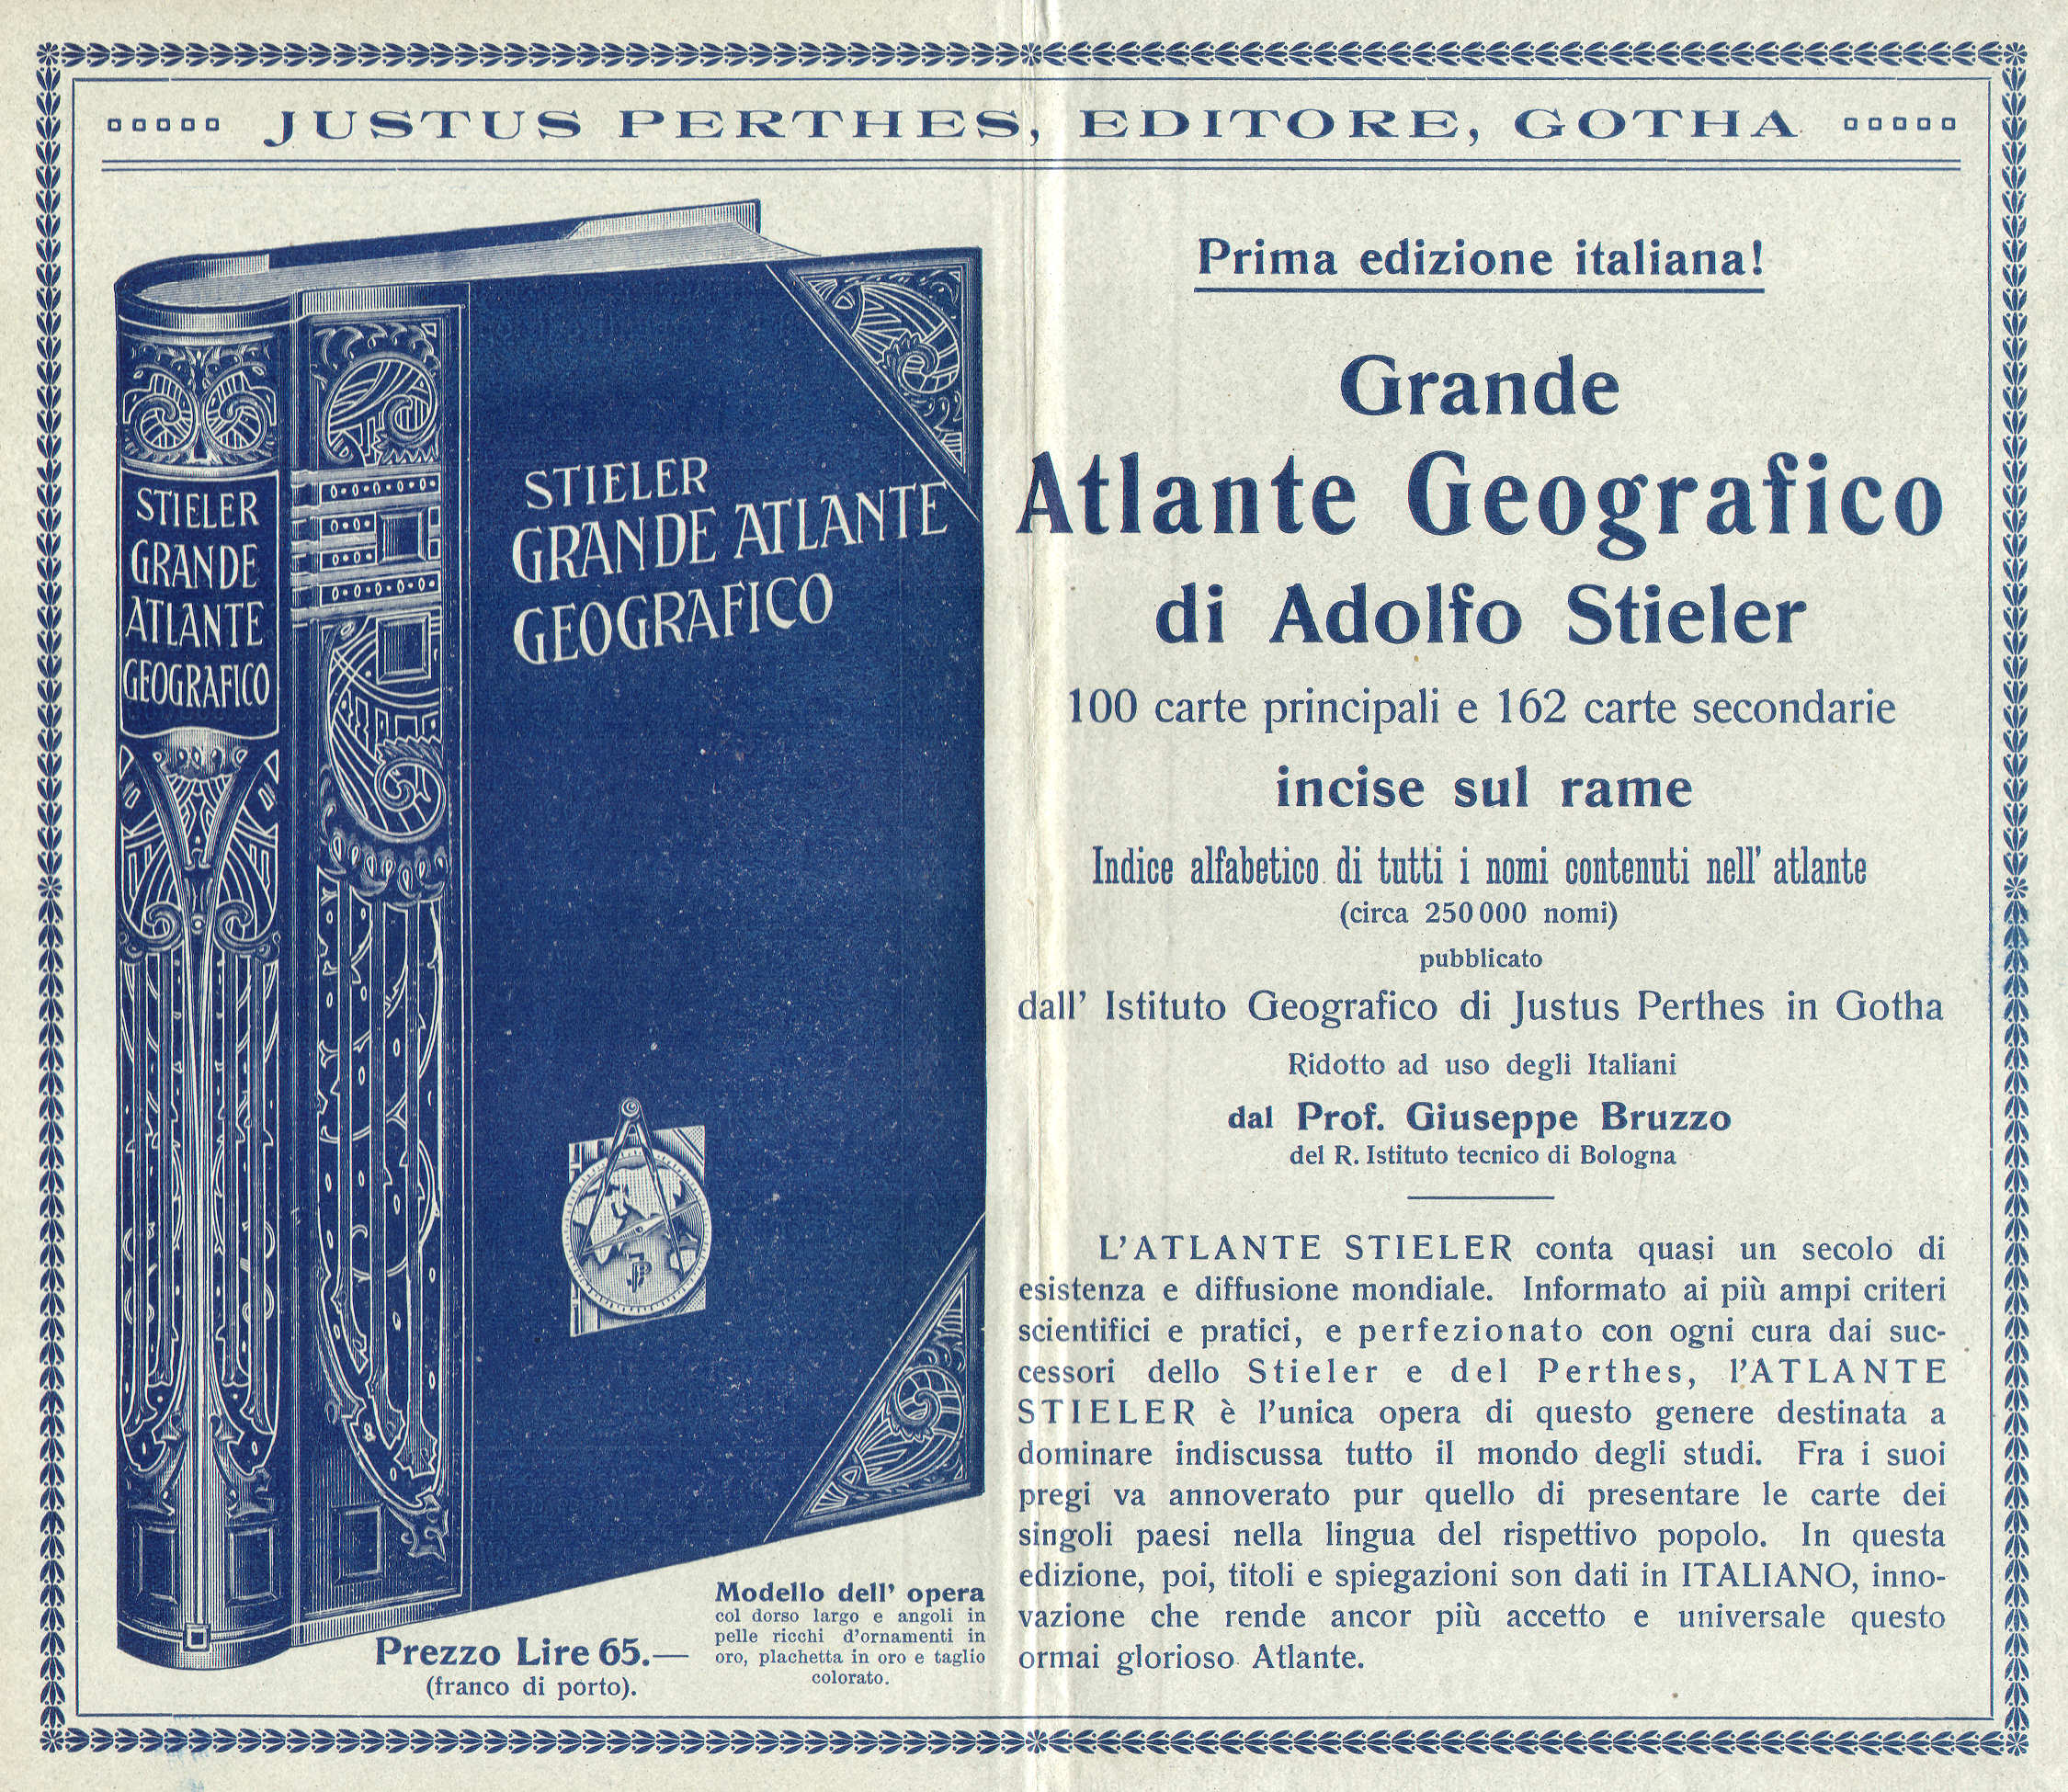 JUSTUS PERTHES, EDITORE, GOTHA
STIELER
GRANDE
ATLANTE
GEOGRAFICO
STIELER
GRANDE ATLANTE
GEOGRAFICO
JP
Prezzo Lire 65.—
(franco di porto).
Modello dell' opera
col dorso largo e angoli in
pelle ricchi d'ornamenti in
oro, plachetta in oro e taglio
colorato.
Prima edizione italiana!
Grande
Atlante Geografico
di Adolfo Stieler
100 carte principali e 162 carte secondarie
incise sul rame
Indice alfabetico di tutti i nomi contenuti nell' atlante
(circa 250 000 nomi)
pubblicato
dall' Istituto Geografico di Justus Perthes in Gotha
Ridotto ad uso degli Italiani
dal Prof. Giuseppe Bruzzo
del R. Istituto tecnico di Bologna
L'ATLANTE STIELER conta quasi un secolo di
esistenza e diffusione mondiale. Informato ai più ampi criteri
scientifici e pratici, e perfezionato con ogni cura dai suc-
cessori dello Stieler e del Perthes, l'ATLANTE
STIELER è l'unica opera di questo genere destinata a
dominare indiscussa tutto il mondo degli studi. Fra i suoi
pregi va annoverato pur quello di presentare le carte dei
singoli paesi nella lingua del rispettivo popolo. In questa
edizione, poi, titoli e spiegazioni son dati in ITALIANO, inno-
vazione che rende ancor più accetto e universale questo
ormai glorioso Atlante.